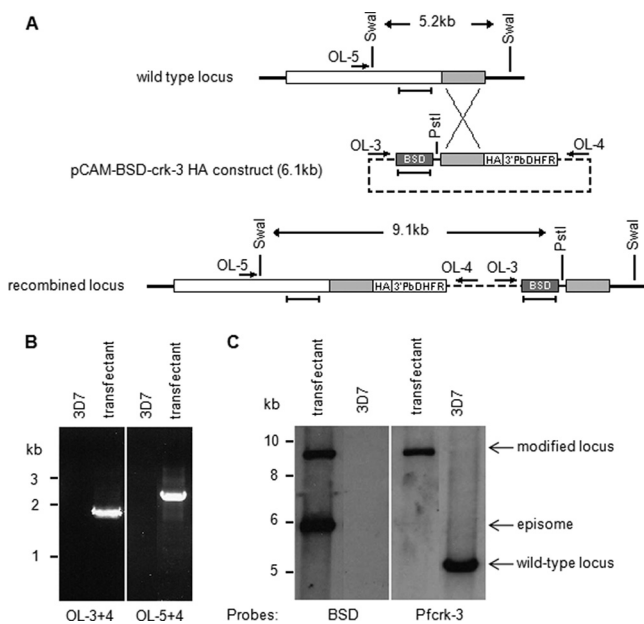 A
SwaI
5.2kb
SwaI
OL-5
wild type locus
PstI
OL-3
OL-4
BSD
HA
3'PbDHFR
pCAM-BSD-crk-3 HA construct (6.1kb)
SwaI
9.1kb
PstI
SwaI
OL-5
OL-4
OL-3
recombined locus
HA
3'PbDHFR
BSD
B
3D7
transfectant
3D7
transfectant
kb
3
2
1
OL-3+4
OL-5+4
C
transfectant
3D7
transfectant
3D7
kb
10
8
6
5
modified locus
episome
wild-type locus
Probes:
BSD
Pfcrk-3